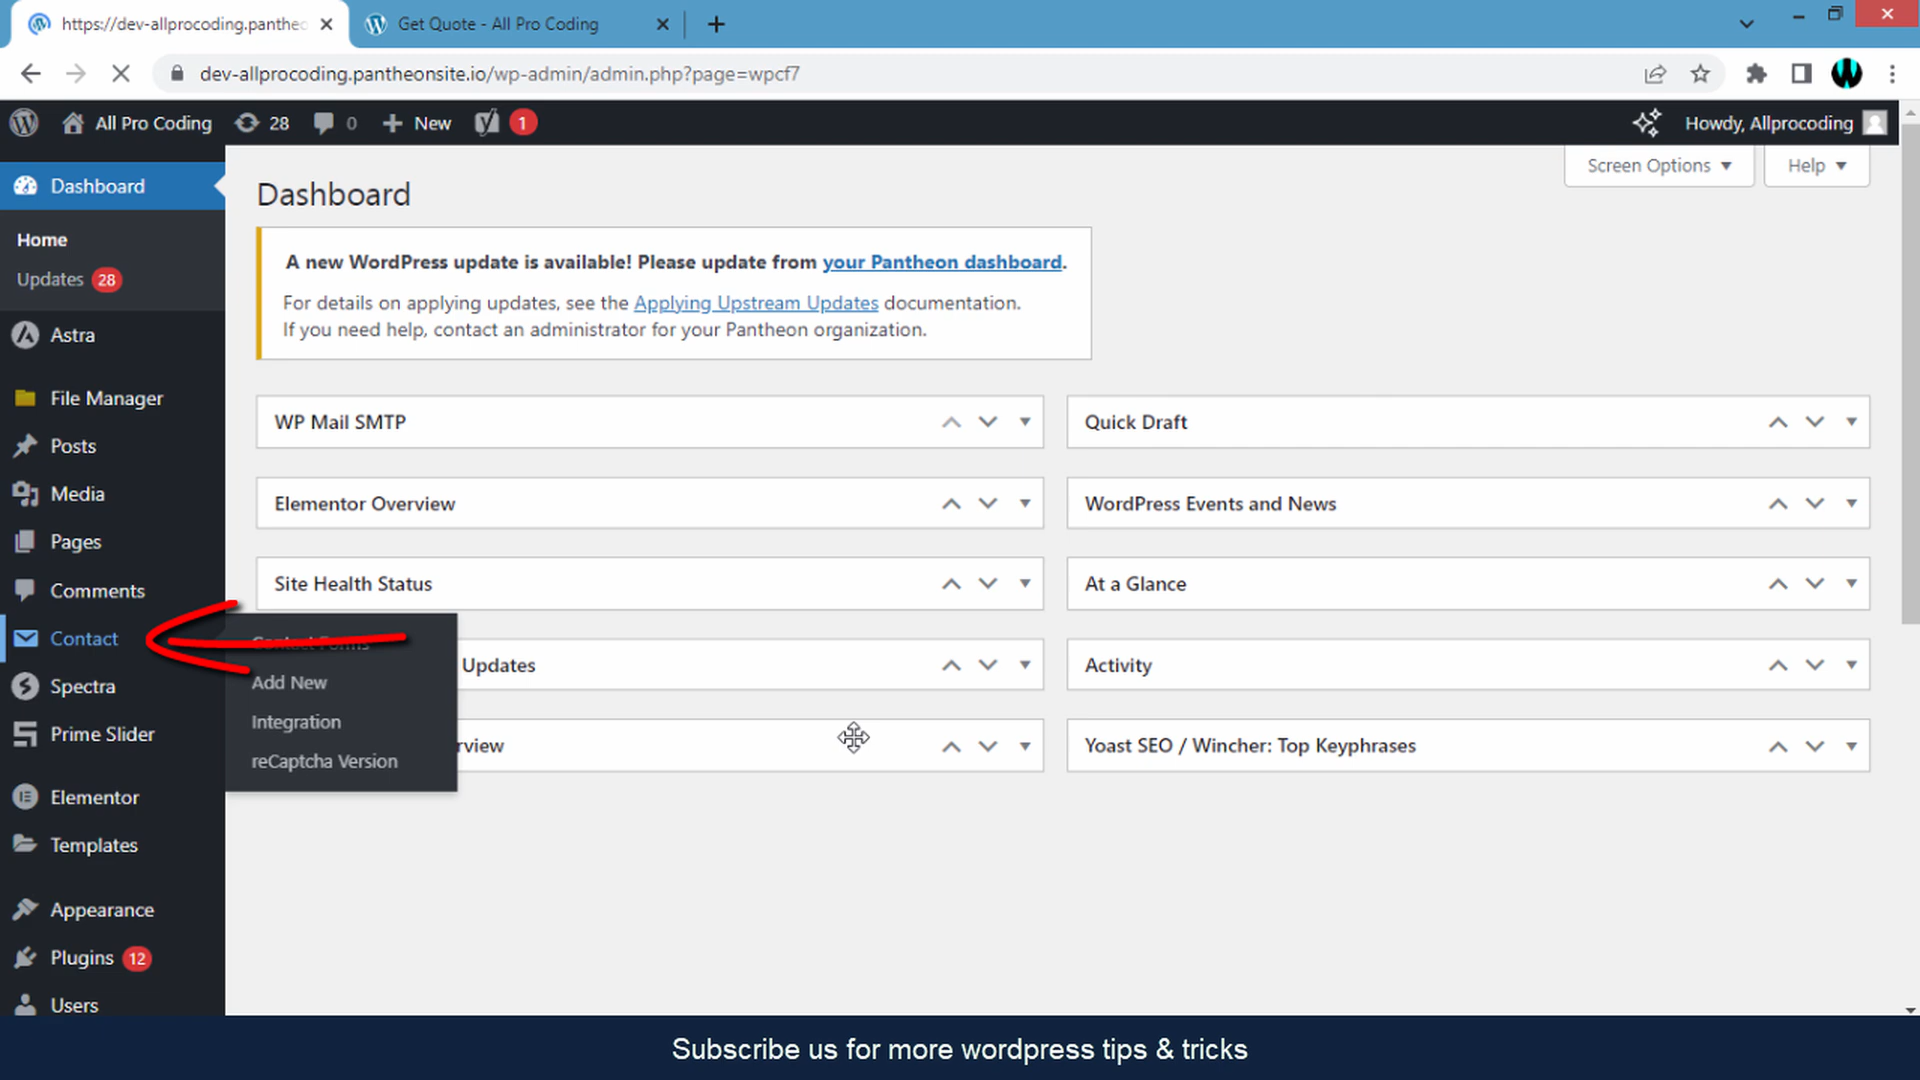 https://dev-allprocoding.pantheo
Get Quote - All Pro Coding
dev-allprocoding.pantheonsite.io/wp-admin/admin.php?page=wpcf7
All Pro Coding
28
0
New
1
Howdy, Allprocoding
Screen Options
Help
Dashboard
Home
Updates 28
Astra
File Manager
Posts
Media
Pages
Comments
Contact
Spectra
Prime Slider
Elementor
Templates
Appearance
Plugins 12
Users
Contact Forms
Add New
Integration
reCaptcha Version
Dashboard
A new WordPress update is available! Please update from your Pantheon dashboard.
For details on applying updates, see the Applying Upstream Updates documentation.
If you need help, contact an administrator for your Pantheon organization.
WP Mail SMTP
Elementor Overview
Site Health Status
Updates
rview
Quick Draft
WordPress Events and News
At a Glance
Activity
Yoast SEO / Wincher: Top Keyphrases
Subscribe us for more wordpress tips & tricks